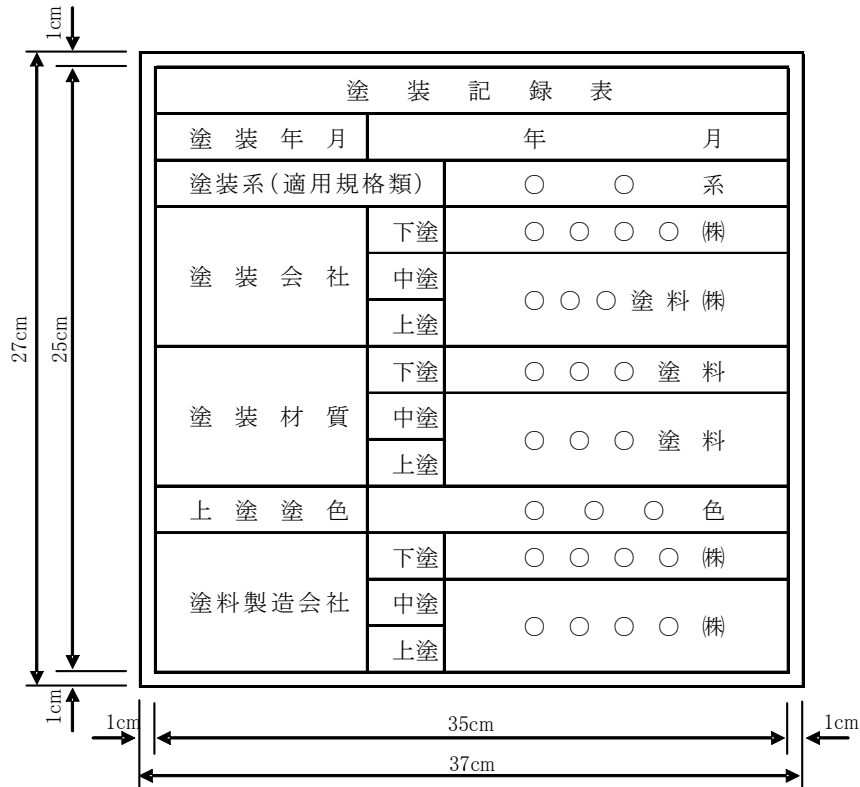 1cm
塗装記録表
塗装年月 年 月
塗装系(適用規格類) ○ ○ 系
塗装会社 下塗 ○○○○㈱
中塗
○○○塗料㈱
上塗
塗装材質 下塗 ○○○塗料
中塗
○○○塗料
上塗
上塗塗色 ○○○色
塗料製造会社 下塗 ○○○○㈱
中塗
○○○○㈱
上塗
27cm
25cm
1cm
1cm
35cm
1cm
37cm